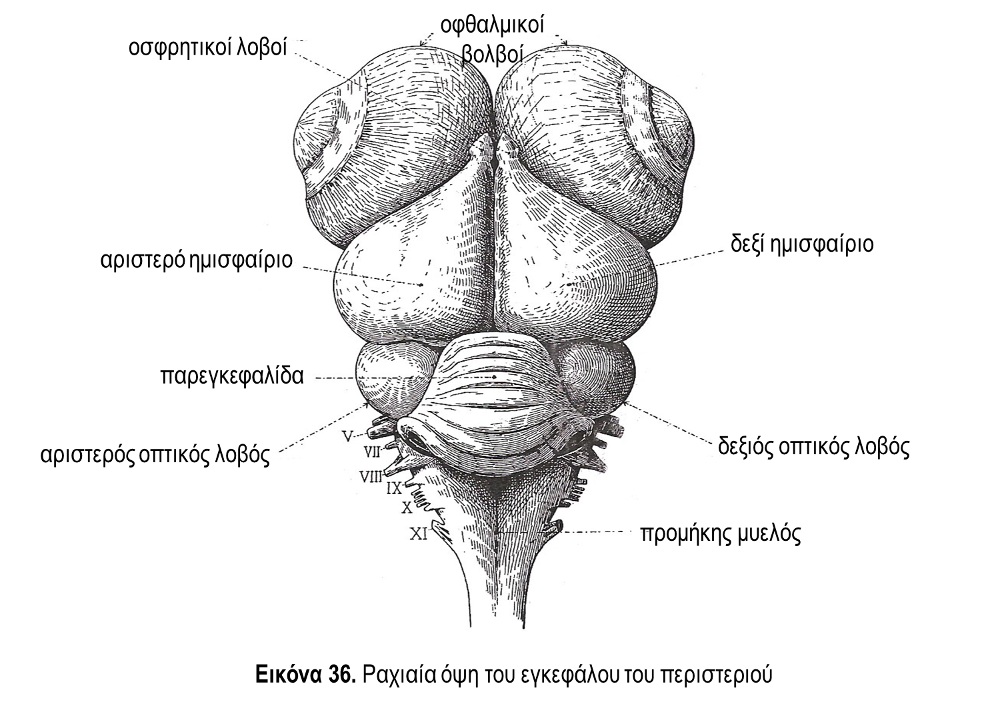 οφθαλμικοί
βολβοί
οσφρητικοί λοβοί
δεξί ημισφαίριο
αριστερό ημισφαίριο
παρεγκεφαλίδα
αριστερός οπτικός λοβός
δεξιός οπτικός λοβός
V
VII
VIII
IX
X
XI
προμήκης μυελός
Εικόνα 36. Ραχιαία όψη του εγκεφάλου του περιστεριού